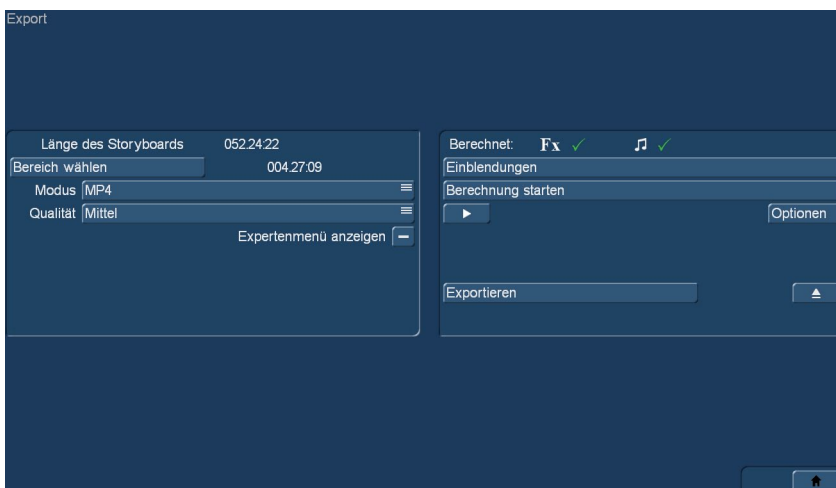 Export
Länge des Storyboards 052.24:22
Bereich wählen 004.27:09
Modus MP4
Qualität Mittel
Expertenmenü anzeigen
Berechnet: Fx
Einblendungen
Berechnung starten
Optionen
Exportieren